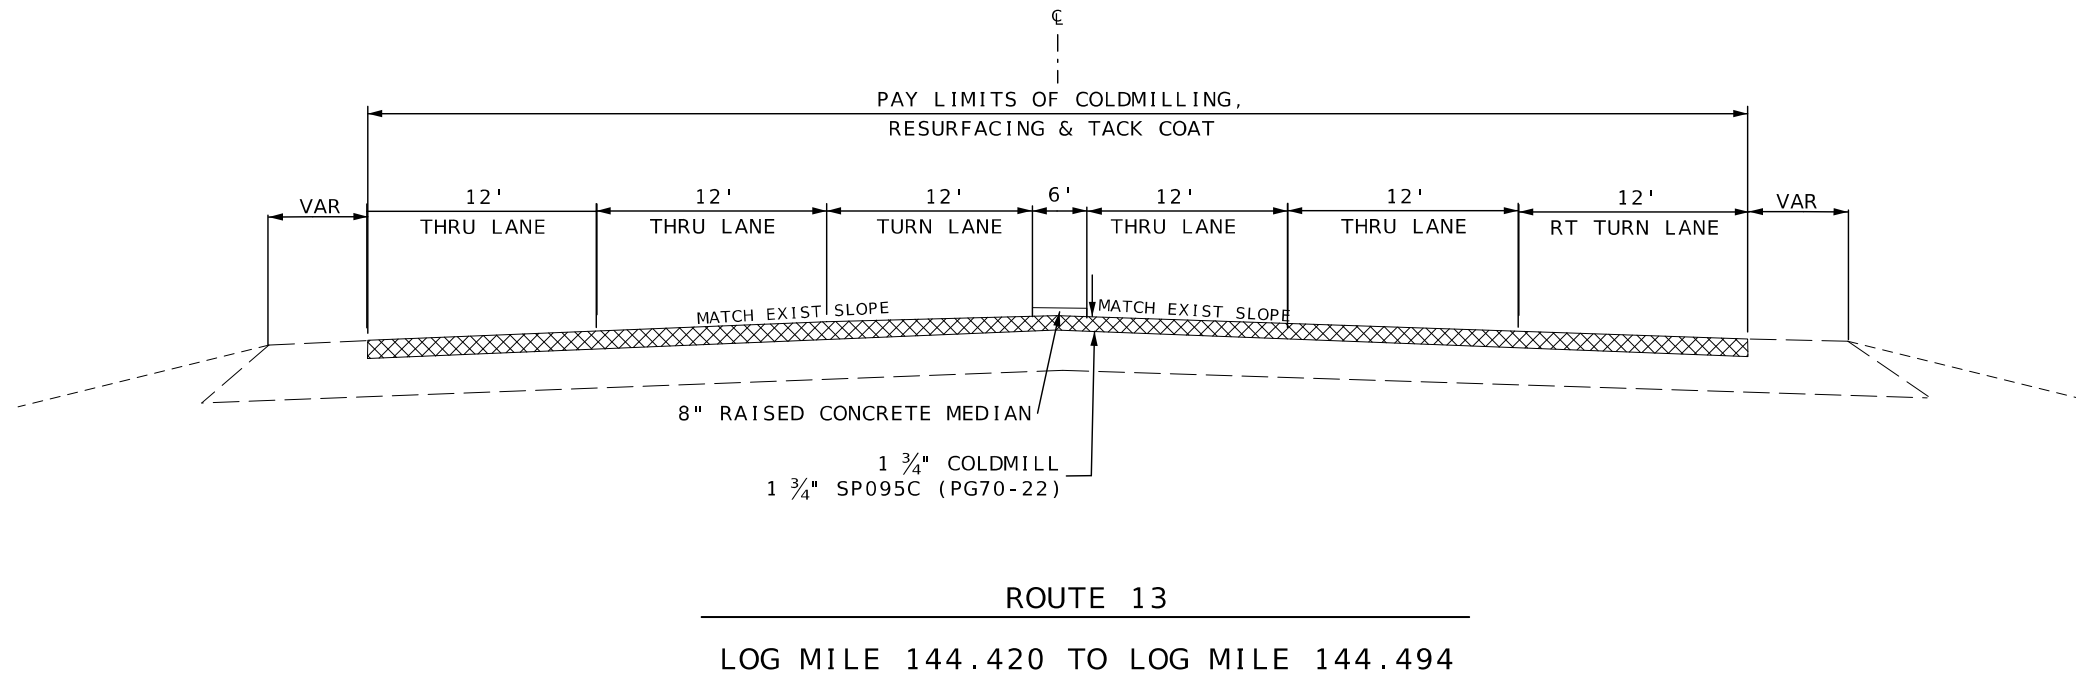 ℄
PAY LIMITS OF COLDMILLING,
RESURFACING & TACK COAT
VAR
12'
THRU LANE
12'
THRU LANE
12'
TURN LANE
6'
12'
THRU LANE
12'
THRU LANE
12'
RT TURN LANE
VAR
MATCH EXIST SLOPE
MATCH EXIST SLOPE
8" RAISED CONCRETE MEDIAN
1 ¾" COLDMILL
1 ¾" SP095C (PG70-22)
ROUTE 13
LOG MILE 144.420 TO LOG MILE 144.494